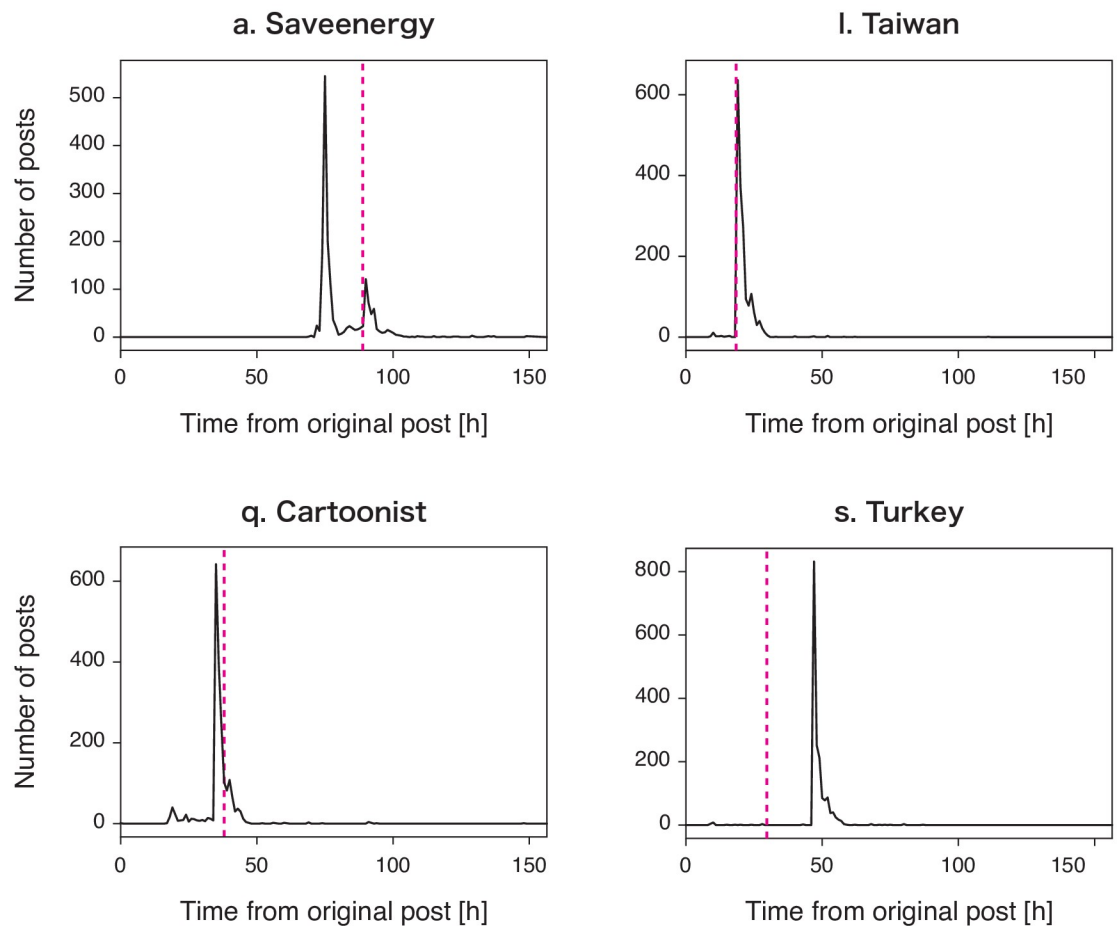 a. Saveenergy
Number of posts
500
400
300
200
100
0
0 50 100 150
Time from original post [h]
l. Taiwan
600
400
200
0
0 50 100 150
Time from original post [h]
q. Cartoonist
Number of posts
600
400
200
0
0 50 100 150
Time from original post [h]
s. Turkey
800
600
400
200
0
0 50 100 150
Time from original post [h]